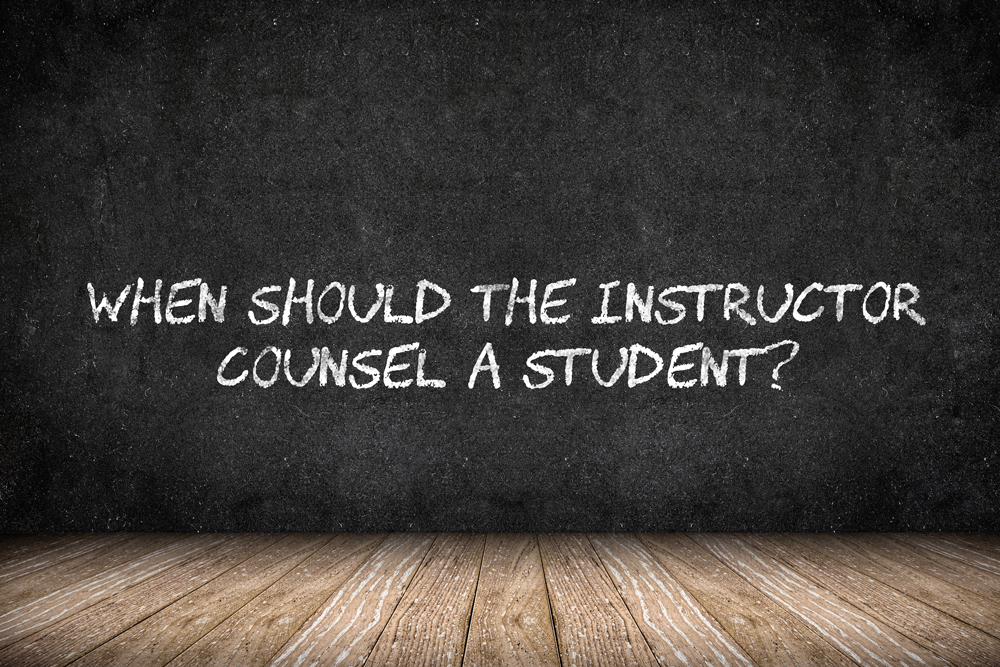 WHEN SHOULD THE INSTRUCTOR
COUNSEL A STUDENT?